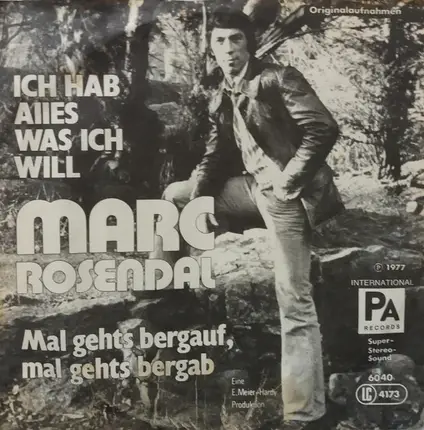 Originalaufnahmen
ICH HAB
AllES
WAS ICH
WILL
MARC
ROSENDAL
Mal gehts bergauf,
mal gehts bergab
Eine
E. Meier-Hardy
Produktion
Ⓟ 1977
INTERNATIONAL
PA
RECORDS
Super-
Stereo-
Sound
6040
LC 4173